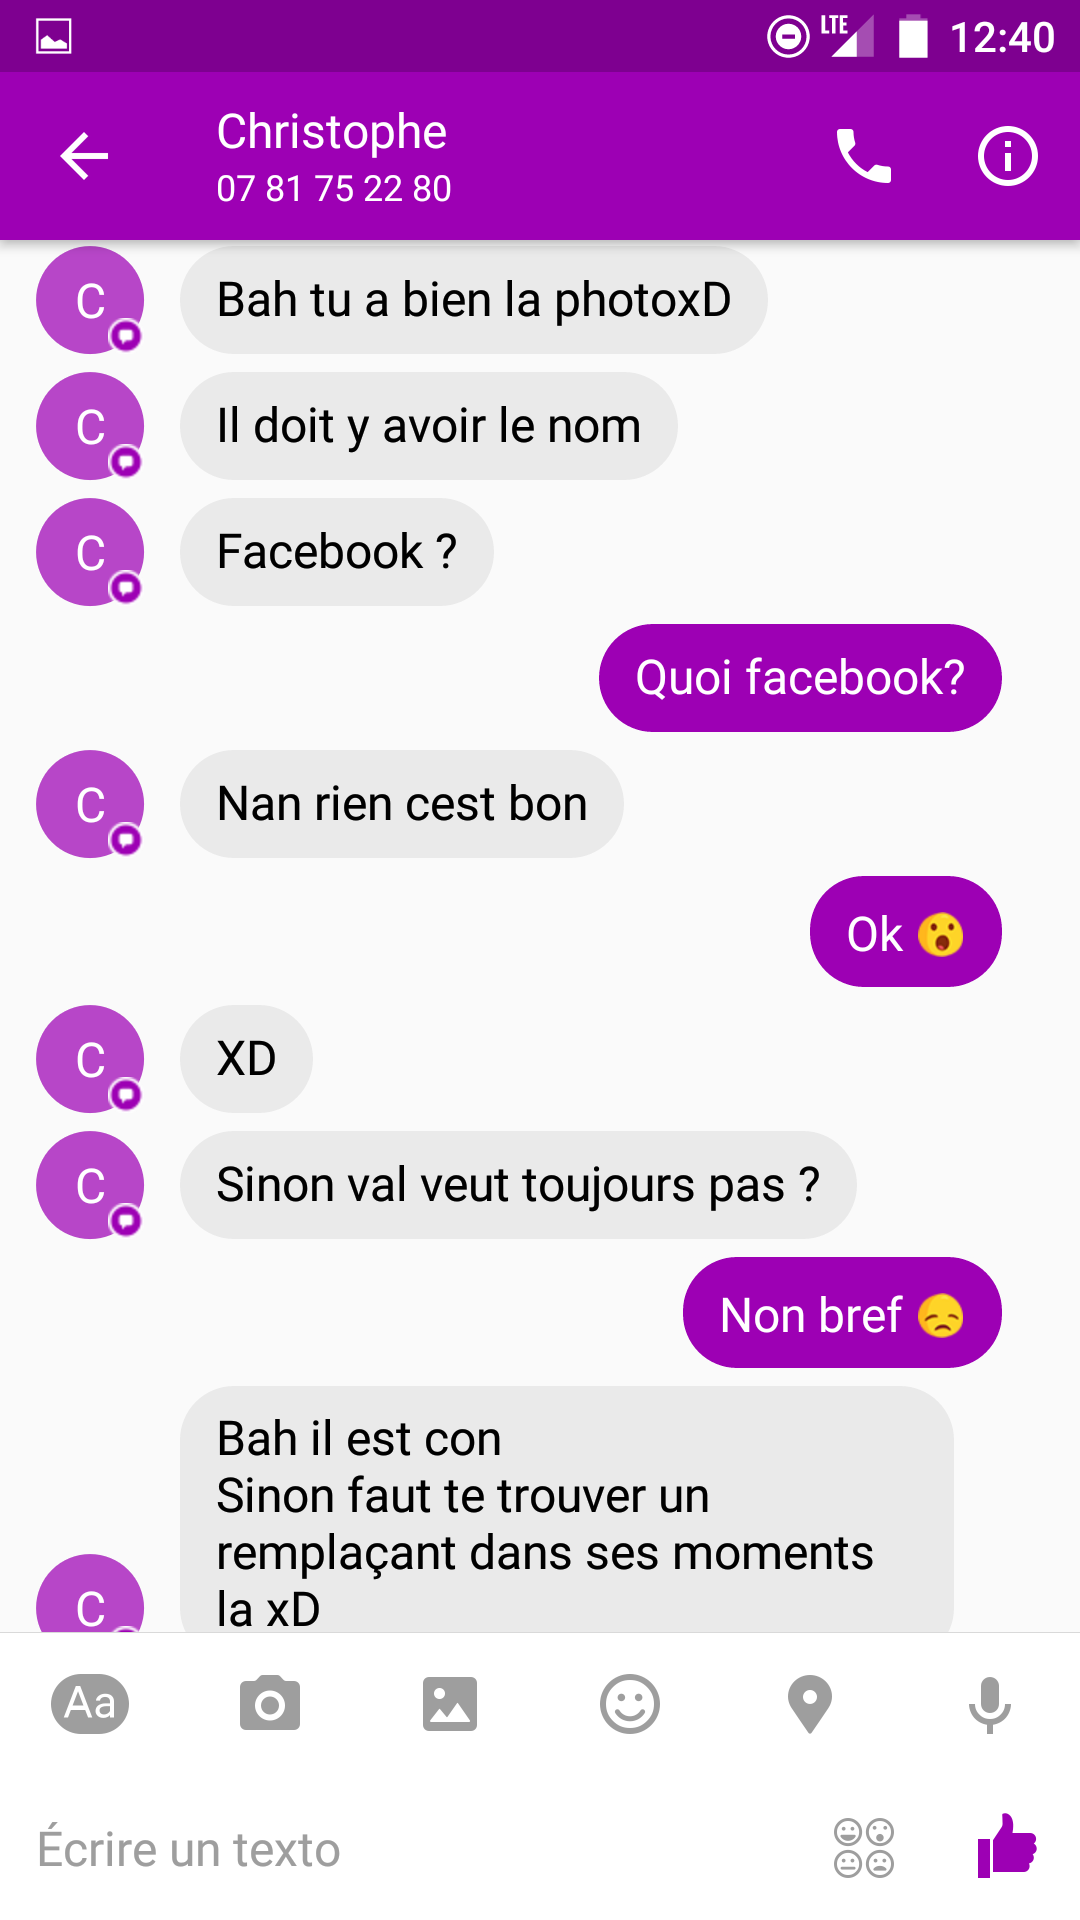 LTE 12:40
Christophe
07 81 75 22 80
C Bah tu a bien la photoxD
C Il doit y avoir le nom
C Facebook ?
Quoi facebook?
C Nan rien cest bon
Ok 😮
C XD
C Sinon val veut toujours pas ?
Non bref 😞
Bah il est con
Sinon faut te trouver un
remplaçant dans ses moments
C la xD
Aa
Écrire un texto